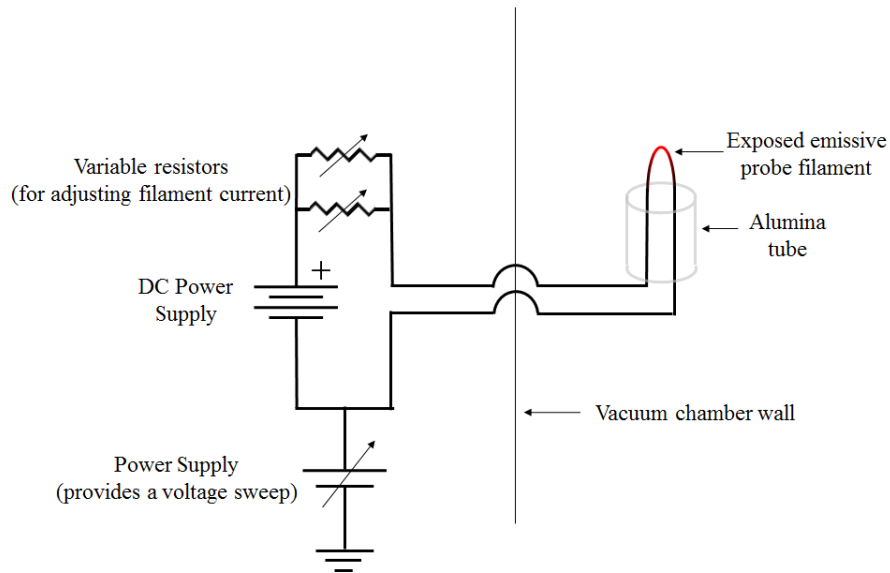 Variable resistors
(for adjusting filament current)
+
DC Power
Supply
Power Supply
(provides a voltage sweep)
Exposed emissive
probe filament
Alumina
tube
Vacuum chamber wall